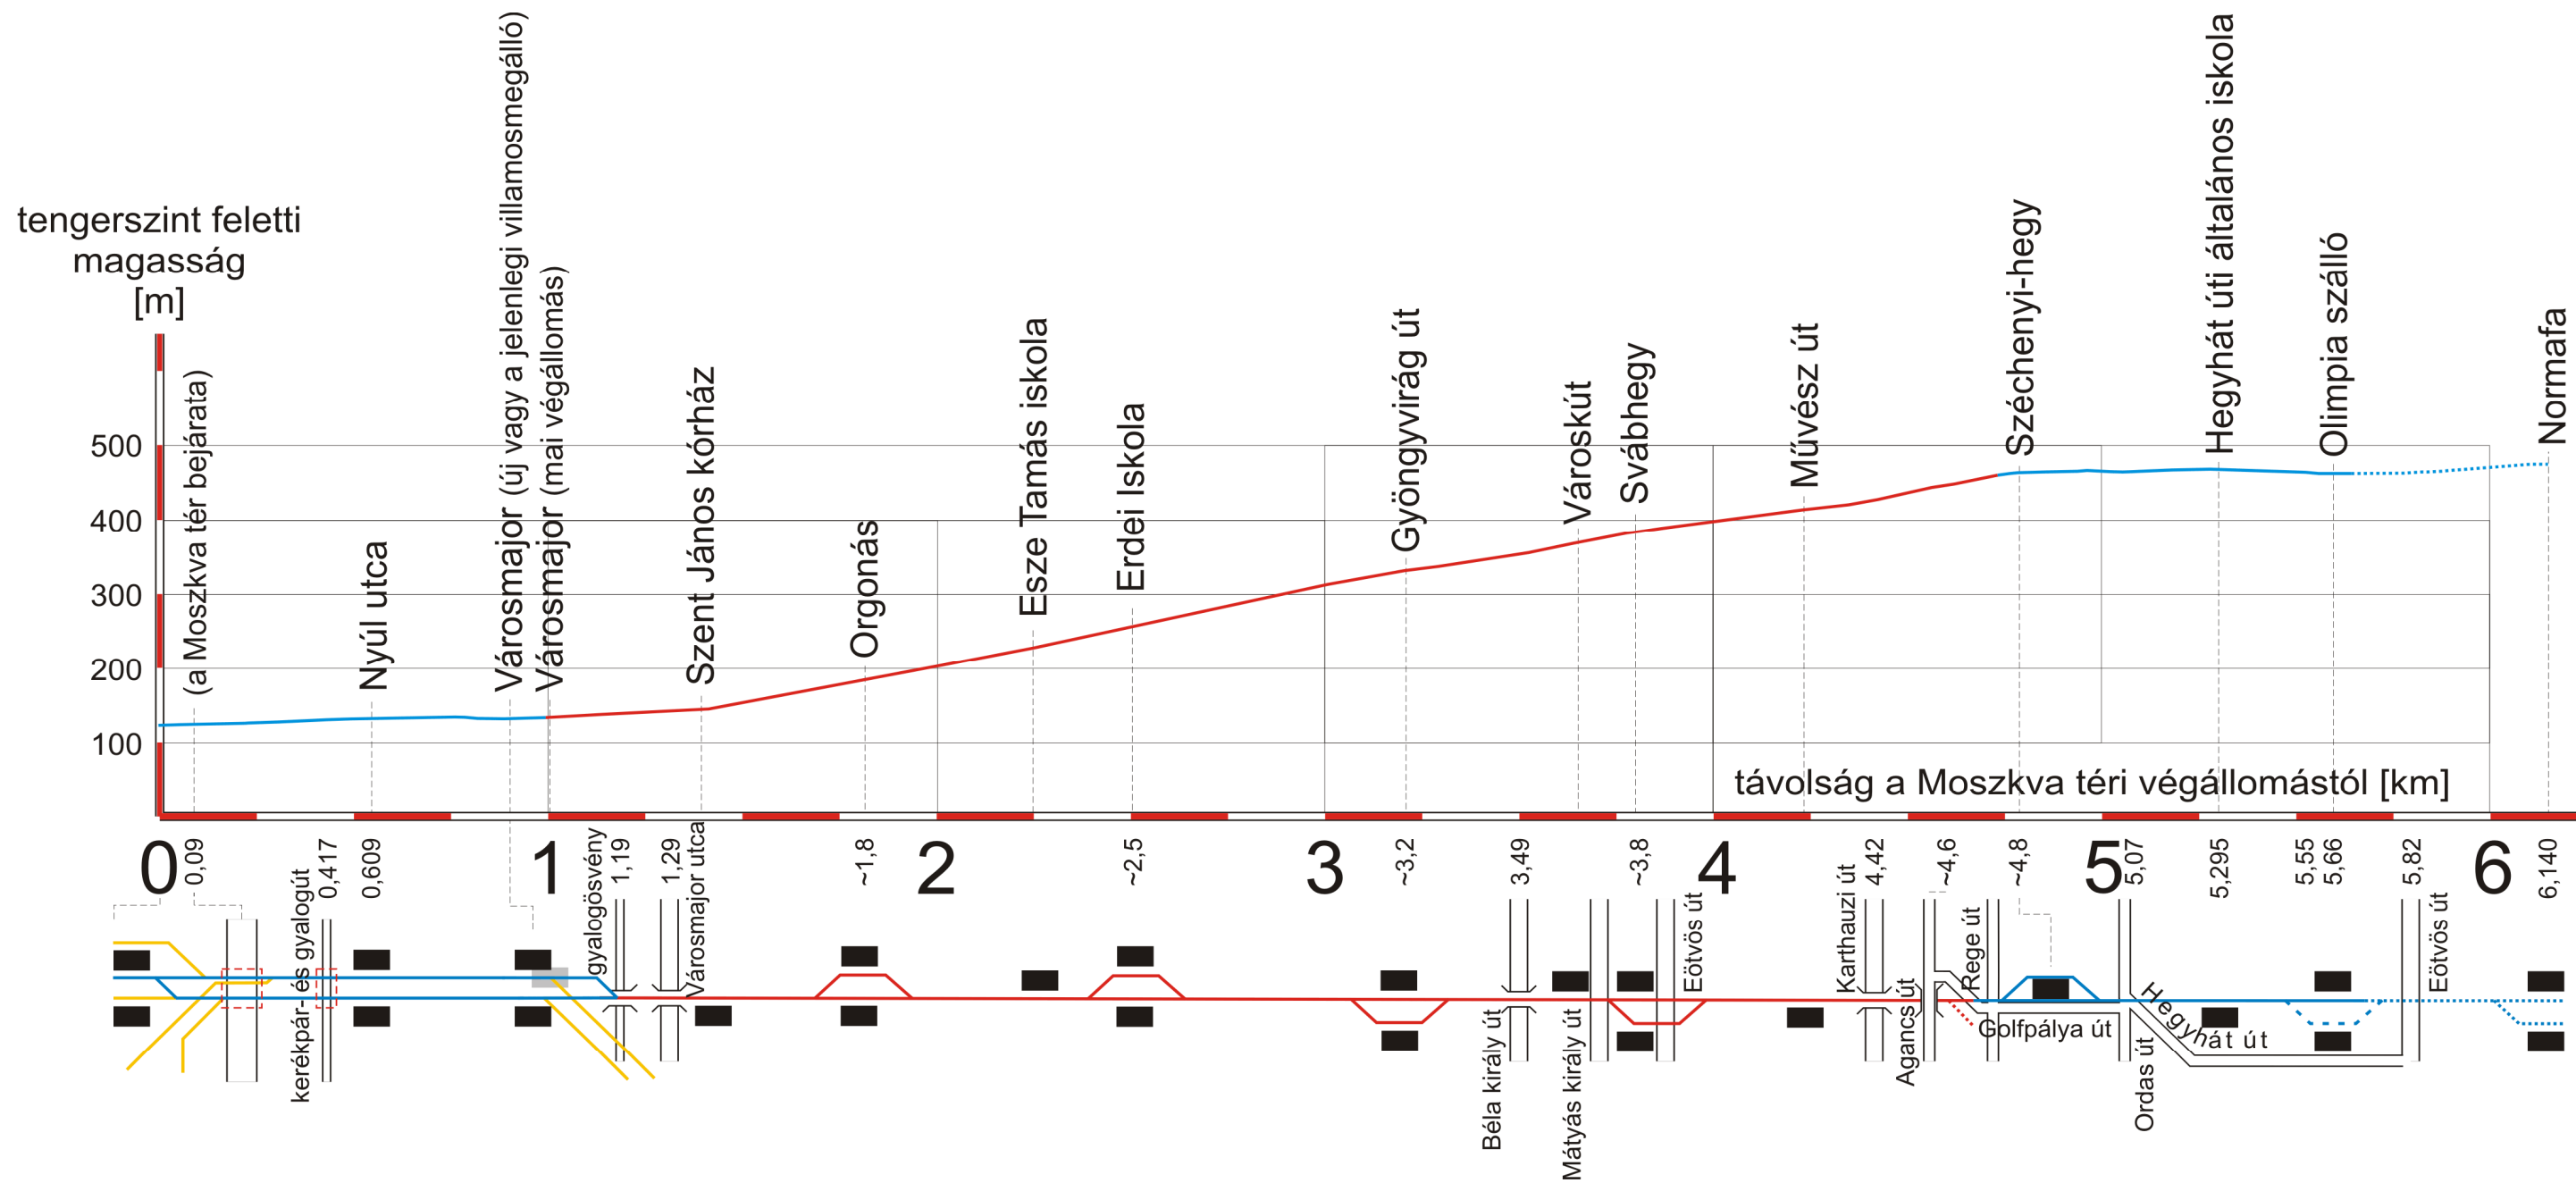 tengerszint feletti
magasság
[m]
500
400
300
200
100
(a Moszkva tér bejárata)
Nyúl utca
Városmajor (új vagy a jelenlegi villamosmegálló)
Városmajor (mai végállomás)
Szent János kórház
Orgonás
Esze Tamás iskola
Erdei Iskola
Gyöngyvirág út
Városkút
Svábhegy
Művész út
Széchenyi-hegy
Hegyhát úti általános iskola
Olimpia szálló
Normafa
távolság a Moszkva téri végállomástól [km]
0
0,09
0,417
0,609
1
1,19
1,29
~1,8
2
~2,5
3
~3,2
3,49
~3,8
4
4,42
~4,6
~4,8
5
5,07
5,295
5,55
5,66
5,82
6
6,140
kerékpár- és gyalogút
gyalogösvény
Városmajor utca
Béla király út
Mátyás király út
Eötvös út
Karthauzi út
Agancs út
Rege út
Golfpálya út
Ordas út
Hegyhát út
Eötvös út